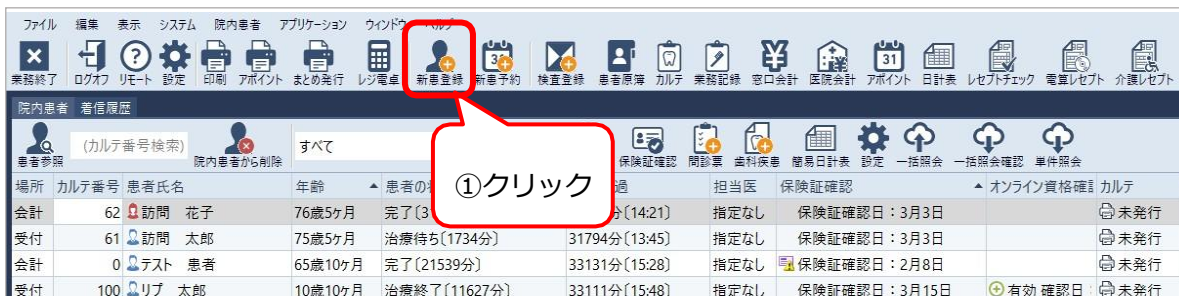 ファイル 編集 表示 システム 院内患者 アプリケーション ウィンドウ ヘルプ
業務終了 ログオフ リモート 設定 印刷 アポイント まとめ発行 レジ電卓 新患登録 新患予約 検査登録 患者原簿 カルテ 業務記録 窓口会計 医院会計 アポイント 日計表 レセプトチェック 電算レセプト 介護レセプト
院内患者 着信履歴
患者参照 (カルテ番号検索) 院内患者から削除 すべて 保険証確認 問診票 歯科疾患 簡易日計表 設定 一括照会 一括照会確認 単件照会
①クリック
場所 カルテ番号 患者氏名 年齢 患者の 過 担当医 保険証確認 オンライン資格確 カルテ
会計 62 訪問 花子 76歳5ヶ月 完了〔3 分〔14:21〕 指定なし 保険証確認日:3月3日 未発行
受付 61 訪問 太郎 75歳5ヶ月 治療待ち〔1734分〕 31794分〔13:45〕 指定なし 保険証確認日:3月3日 未発行
会計 0 テスト 患者 65歳10ヶ月 完了〔21539分〕 33131分〔15:28〕 指定なし 保険証確認日:2月8日 未発行
受付 100 リプ 太郎 10歳10ヶ月 治療終了〔11627分〕 33111分〔15:48〕 指定なし 保険証確認日:3月15日 有効 確認日: 未発行